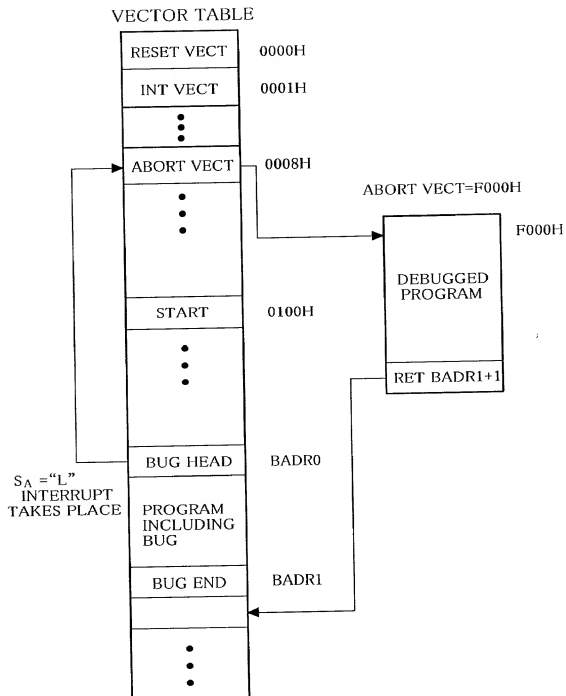 VECTOR TABLE
RESET VECT 0000H
INT VECT 0001H
ABORT VECT 0008H
ABORT VECT=F000H
F000H
DEBUGGED
PROGRAM
START 0100H
RET BADR1+1
BUG HEAD BADR0
SA ="L"
INTERRUPT
TAKES PLACE
PROGRAM
INCLUDING
BUG
BUG END BADR1